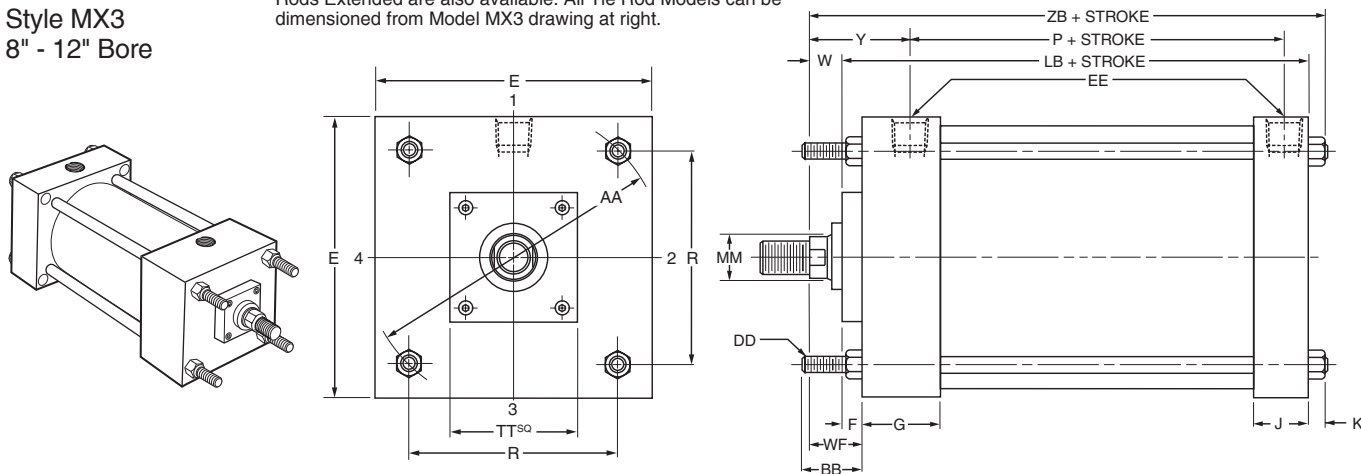 Style MX3
8" - 12" Bore
Rods Extended are also available. All Tie Rod Models can be
dimensioned from Model MX3 drawing at right.
E
1
AA
E
4
2
R
3
TT SQ
R
ZB + STROKE
Y
P + STROKE
W
LB + STROKE
EE
MM
DD
F
G
J
K
WF
BB